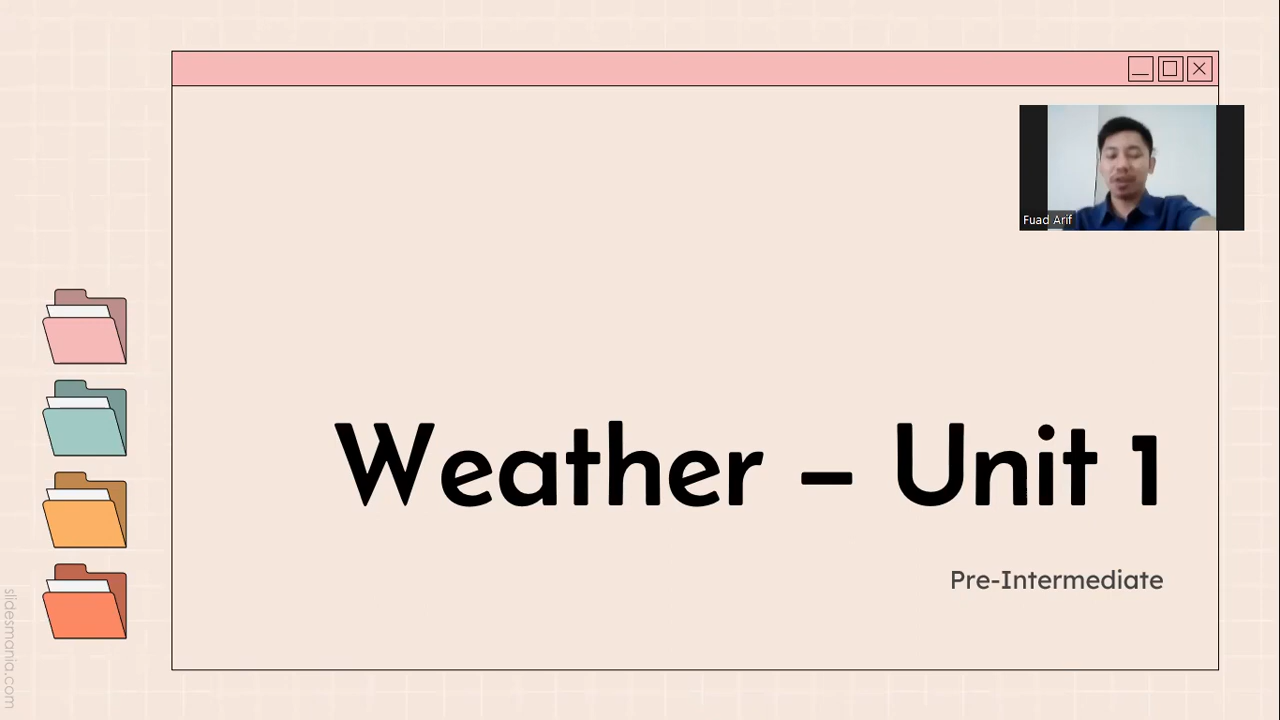 Fuad Arif
Weather – Unit 1
Pre-Intermediate
slidesmania.com